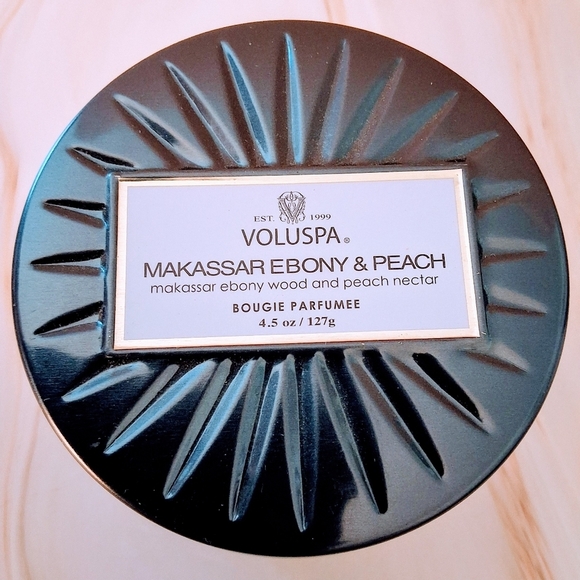 EST. 1999
VOLUSPA®
MAKASSAR EBONY & PEACH
makassar ebony wood and peach nectar
BOUGIE PARFUMEE
4.5 oz / 127g